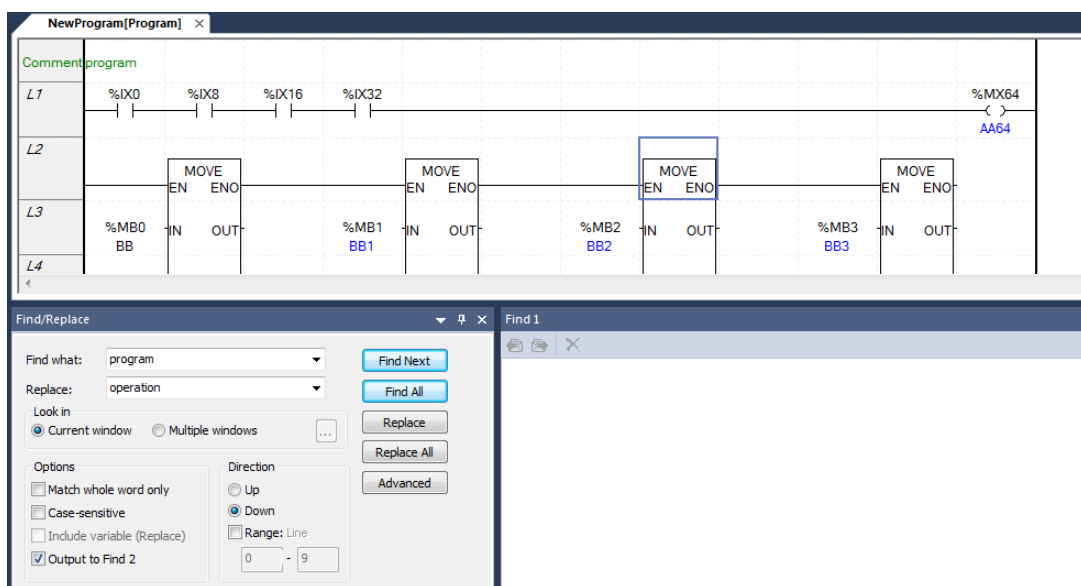 NewProgram[Program] ×
Comment program
L1 %IX0 %IX8 %IX16 %IX32 %MX64
AA64
L2
MOVE MOVE MOVE MOVE
EN ENO EN ENO EN ENO EN ENO
L3
%MB0 IN OUT %MB1 IN OUT %MB2 IN OUT %MB3 IN OUT
BB BB1 BB2 BB3
L4
Find/Replace
Find what: program Find Next
Replace: operation Find All
Look in
Current window Multiple windows ... Replace
Replace All
Options Direction
Match whole word only Up Advanced
Case-sensitive Down
Include variable (Replace) Range: Line
Output to Find 2 0 - 9
Find 1